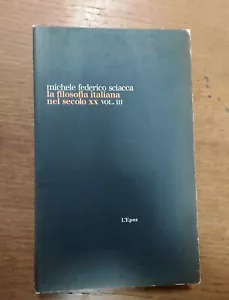 michele federico sciacca
la filosofia italiana
nel secolo xx VOL. III
L'Epos